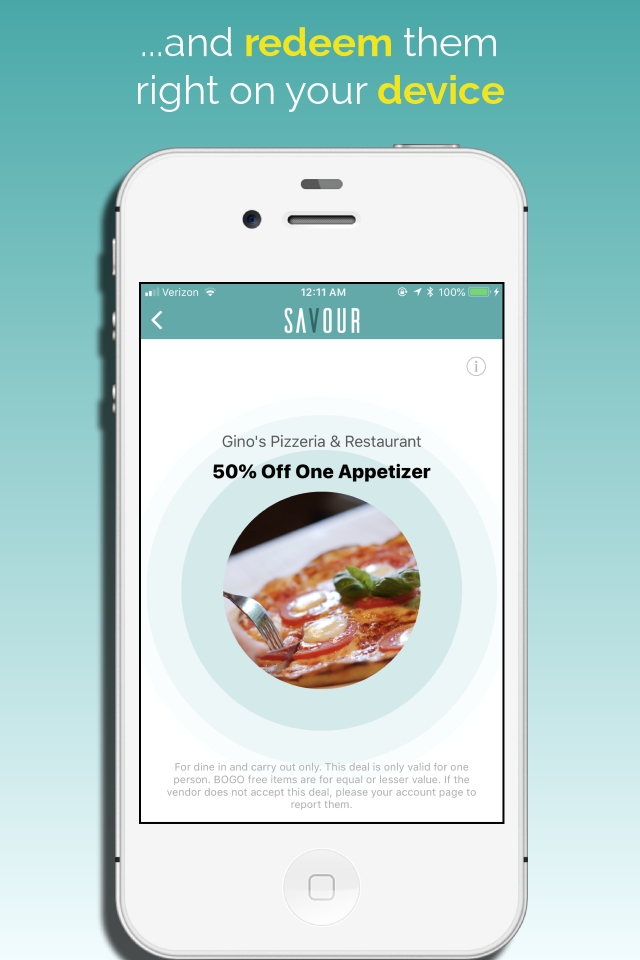 ...and redeem them
right on your device
Verizon 12:11 AM 100%
SAVOUR
i
Gino's Pizzeria & Restaurant
50% Off One Appetizer
For dine in and carry out only. This deal is only valid for one
person. BOGO free items are for equal or lesser value. If the
vendor does not accept this deal, please your account page to
report them.